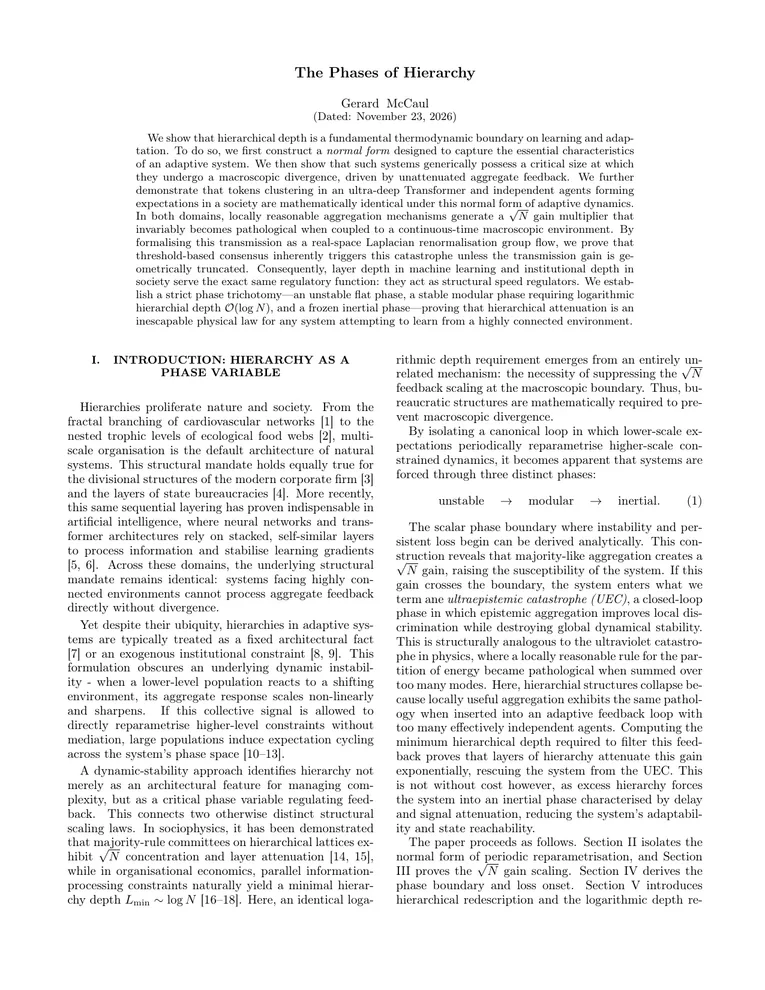 The Phases of Hierarchy
Gerard McCaul
(Dated: November 23, 2026)
We show that hierarchical depth is a fundamental thermodynamic boundary on learning and adap-
tation. To do so, we first construct a normal form designed to capture the essential characteristics
of an adaptive system. We then show that such systems generically possess a critical size at which
they undergo a macroscopic divergence, driven by unattenuated aggregate feedback. We further
demonstrate that tokens clustering in an ultra-deep Transformer and independent agents forming
expectations in a society are mathematically identical under this normal form of adaptive dynamics.
In both domains, locally reasonable aggregation mechanisms generate a √N gain multiplier that
invariably becomes pathological when coupled to a continuous-time macroscopic environment. By
formalising this transmission as a real-space Laplacian renormalisation group flow, we prove that
threshold-based consensus inherently triggers this catastrophe unless the transmission gain is ge-
ometrically truncated. Consequently, layer depth in machine learning and institutional depth in
society serve the exact same regulatory function: they act as structural speed regulators. We estab-
lish a strict phase trichotomy—an unstable flat phase, a stable modular phase requiring logarithmic
hierarchial depth O(log N), and a frozen inertial phase—proving that hierarchical attenuation is an
inescapable physical law for any system attempting to learn from a highly connected environment.
I. INTRODUCTION: HIERARCHY AS A
PHASE VARIABLE
Hierarchies proliferate nature and society. From the
fractal branching of cardiovascular networks [1] to the
nested trophic levels of ecological food webs [2], multi-
scale organisation is the default architecture of natural
systems. This structural mandate holds equally true for
the divisional structures of the modern corporate firm [3]
and the layers of state bureaucracies [4]. More recently,
this same sequential layering has proven indispensable in
artificial intelligence, where neural networks and trans-
former architectures rely on stacked, self-similar layers
to process information and stabilise learning gradients
[5, 6]. Across these domains, the underlying structural
mandate remains identical: systems facing highly con-
nected environments cannot process aggregate feedback
directly without divergence.
Yet despite their ubiquity, hierarchies in adaptive sys-
tems are typically treated as a fixed architectural fact
[7] or an exogenous institutional constraint [8, 9]. This
formulation obscures an underlying dynamic instabil-
ity - when a lower-level population reacts to a shifting
environment, its aggregate response scales non-linearly
and sharpens. If this collective signal is allowed to
directly reparametrise higher-level constraints without
mediation, large populations induce expectation cycling
across the system's phase space [10–13].
A dynamic-stability approach identifies hierarchy not
merely as an architectural feature for managing com-
plexity, but as a critical phase variable regulating feed-
back. This connects two otherwise distinct structural
scaling laws. In sociophysics, it has been demonstrated
that majority-rule committees on hierarchical lattices ex-
hibit √N concentration and layer attenuation [14, 15],
while in organisational economics, parallel information-
processing constraints naturally yield a minimal hierar-
chy depth Lmin ∼ log N [16–18]. Here, an identical loga-
rithmic depth requirement emerges from an entirely un-
related mechanism: the necessity of suppressing the √N
feedback scaling at the macroscopic boundary. Thus, bu-
reaucratic structures are mathematically required to pre-
vent macroscopic divergence.
By isolating a canonical loop in which lower-scale ex-
pectations periodically reparametrise higher-scale con-
strained dynamics, it becomes apparent that systems are
forced through three distinct phases:
unstable → modular → inertial. (1)
The scalar phase boundary where instability and per-
sistent loss begin can be derived analytically. This con-
struction reveals that majority-like aggregation creates a
√N gain, raising the susceptibility of the system. If this
gain crosses the boundary, the system enters what we
term ane ultraepistemic catastrophe (UEC), a closed-loop
phase in which epistemic aggregation improves local dis-
crimination while destroying global dynamical stability.
This is structurally analogous to the ultraviolet catastro-
phe in physics, where a locally reasonable rule for the par-
tition of energy became pathological when summed over
too many modes. Here, hierarchial structures collapse be-
cause locally useful aggregation exhibits the same pathol-
ogy when inserted into an adaptive feedback loop with
too many effectively independent agents. Computing the
minimum hierarchical depth required to filter this feed-
back proves that layers of hierarchy attenuate this gain
exponentially, rescuing the system from the UEC. This
is not without cost however, as excess hierarchy forces
the system into an inertial phase characterised by delay
and signal attenuation, reducing the system's adaptabil-
ity and state reachability.
The paper proceeds as follows. Section II isolates the
normal form of periodic reparametrisation, and Section
III proves the √N gain scaling. Section IV derives the
phase boundary and loss onset. Section V introduces
hierarchical redescription and the logarithmic depth re-